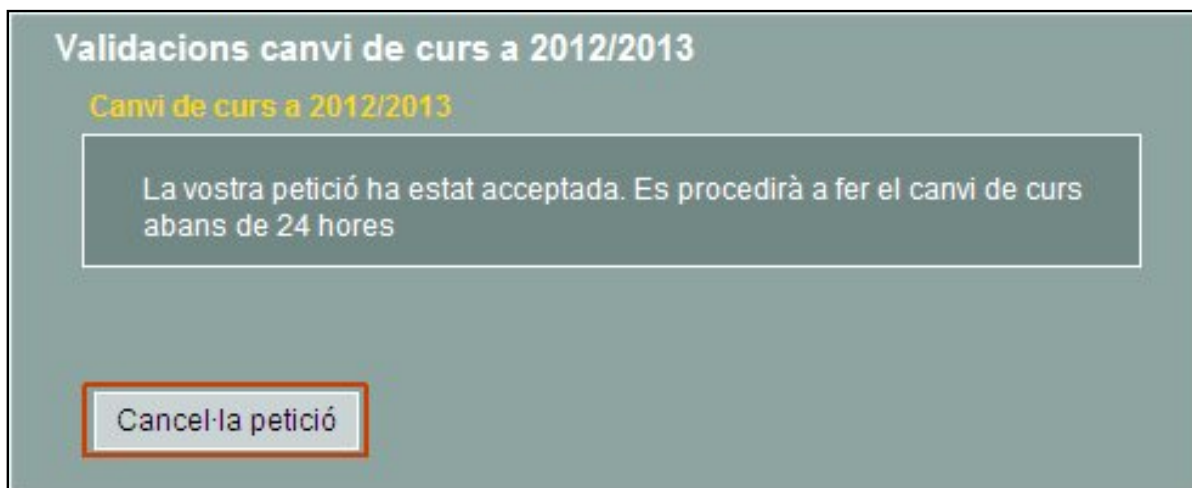 Validacions canvi de curs a 2012/2013
Canvi de curs a 2012/2013
La vostra petició ha estat acceptada. Es procedirà a fer el canvi de curs
abans de 24 hores
Cancel·la petició